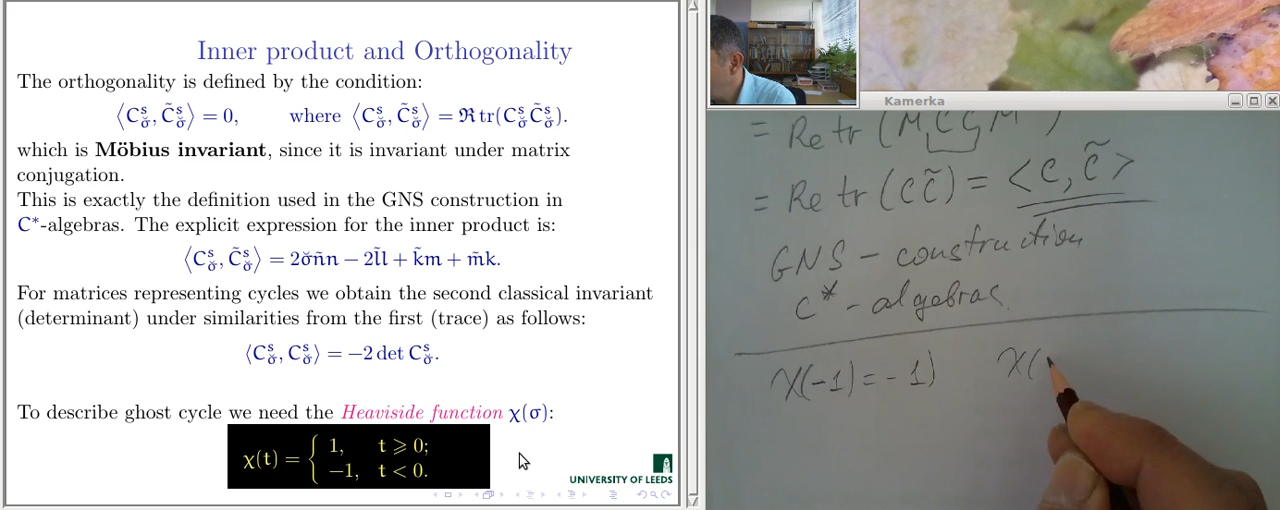 Inner product and Orthogonality
The orthogonality is defined by the condition:
⟨C^s_σ̆, C̃^s_σ̆⟩ = 0, where ⟨C^s_σ̆, C̃^s_σ̆⟩ = ℜ tr(C^s_σ̆ C̃^s_σ̆).
which is Möbius invariant, since it is invariant under matrix
conjugation.
This is exactly the definition used in the GNS construction in
C*-algebras. The explicit expression for the inner product is:
⟨C^s_σ̆, C̃^s_σ̆⟩ = 2σ̆ñn − 2l̃l + k̃m + m̃k.
For matrices representing cycles we obtain the second classical invariant
(determinant) under similarities from the first (trace) as follows:
⟨C^s_σ̆, C^s_σ̆⟩ = −2 det C^s_σ̆.
To describe ghost cycle we need the Heaviside function χ(σ):
χ(t) = { 1, t ⩾ 0;
−1, t < 0.
UNIVERSITY OF LEEDS
Kamerka
= Re tr (
= Re tr (C C̃) = <C, C̃>
GNS - construction
C* - algebras.
χ(-1) = -1) χ(